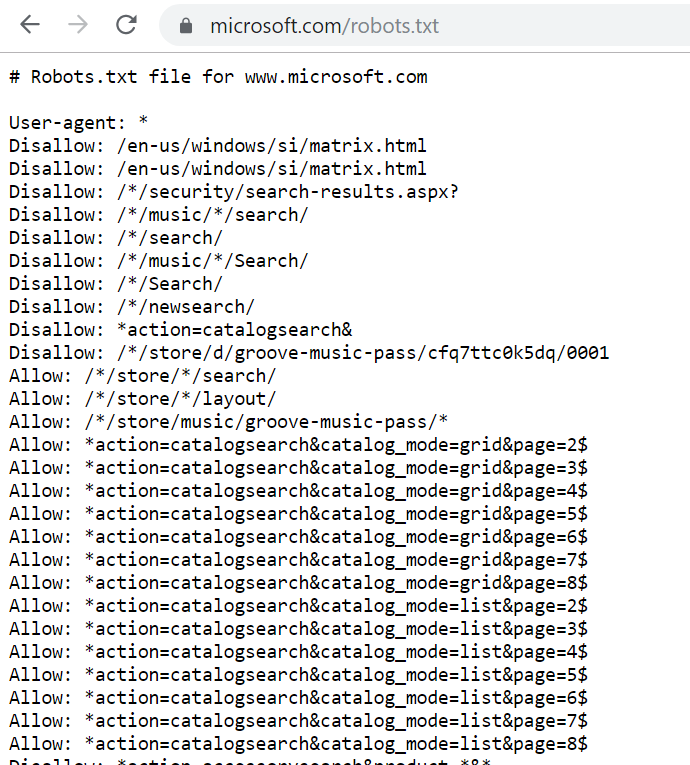 microsoft.com/robots.txt
# Robots.txt file for www.microsoft.com
User-agent: *
Disallow: /en-us/windows/si/matrix.html
Disallow: /en-us/windows/si/matrix.html
Disallow: /*/security/search-results.aspx?
Disallow: /*/music/*/search/
Disallow: /*/search/
Disallow: /*/music/*/Search/
Disallow: /*/Search/
Disallow: /*/newsearch/
Disallow: *action=catalogsearch&
Disallow: /*/store/d/groove-music-pass/cfq7ttc0k5dq/0001
Allow: /*/store/*/search/
Allow: /*/store/*/layout/
Allow: /*/store/music/groove-music-pass/*
Allow: *action=catalogsearch&catalog_mode=grid&page=2$
Allow: *action=catalogsearch&catalog_mode=grid&page=3$
Allow: *action=catalogsearch&catalog_mode=grid&page=4$
Allow: *action=catalogsearch&catalog_mode=grid&page=5$
Allow: *action=catalogsearch&catalog_mode=grid&page=6$
Allow: *action=catalogsearch&catalog_mode=grid&page=7$
Allow: *action=catalogsearch&catalog_mode=grid&page=8$
Allow: *action=catalogsearch&catalog_mode=list&page=2$
Allow: *action=catalogsearch&catalog_mode=list&page=3$
Allow: *action=catalogsearch&catalog_mode=list&page=4$
Allow: *action=catalogsearch&catalog_mode=list&page=5$
Allow: *action=catalogsearch&catalog_mode=list&page=6$
Allow: *action=catalogsearch&catalog_mode=list&page=7$
Allow: *action=catalogsearch&catalog_mode=list&page=8$
Disallow: